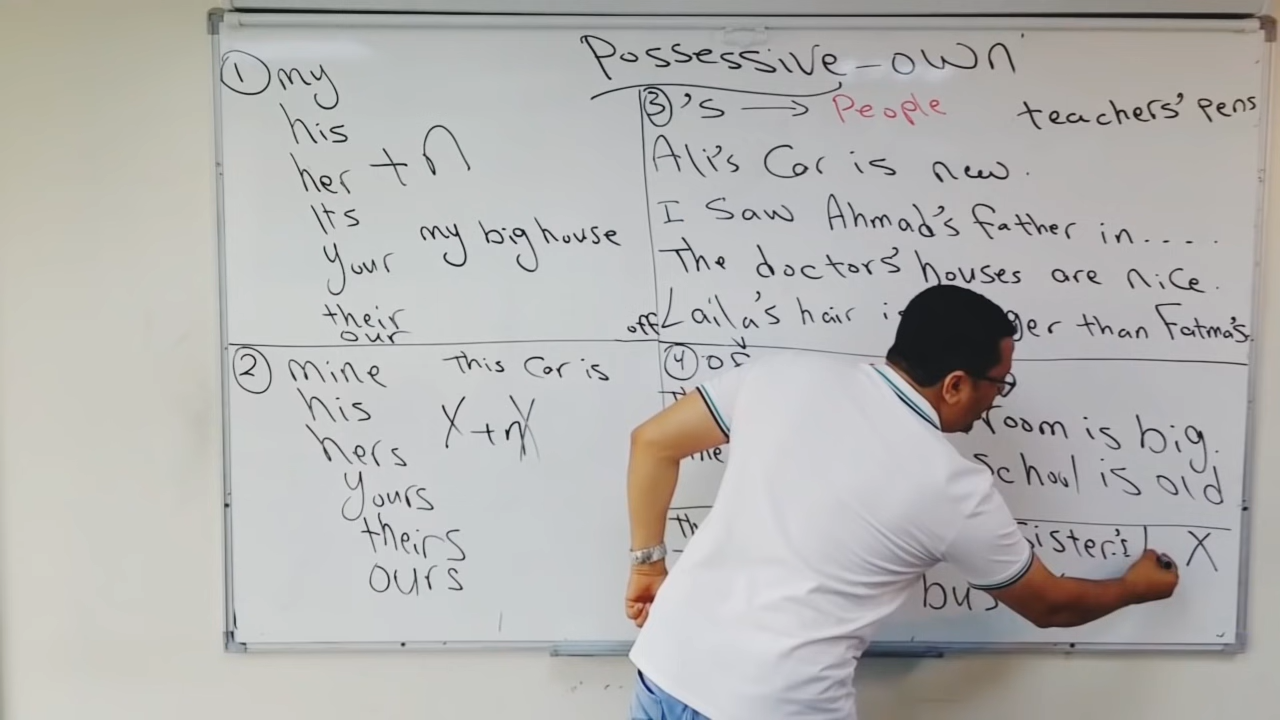 Possessive - own
① my
his
her + n
Its
your my big house
their
our
② mine This Car is
his X + n X
hers
yours
theirs
ours
③ 's → People teachers' pens
Ali's Car is new.
I Saw Ahmad's father in.....
The doctors' houses are nice.
Laila's hair than Fatma's.
off
④ of
room is big.
School is old
Sister's X
bus